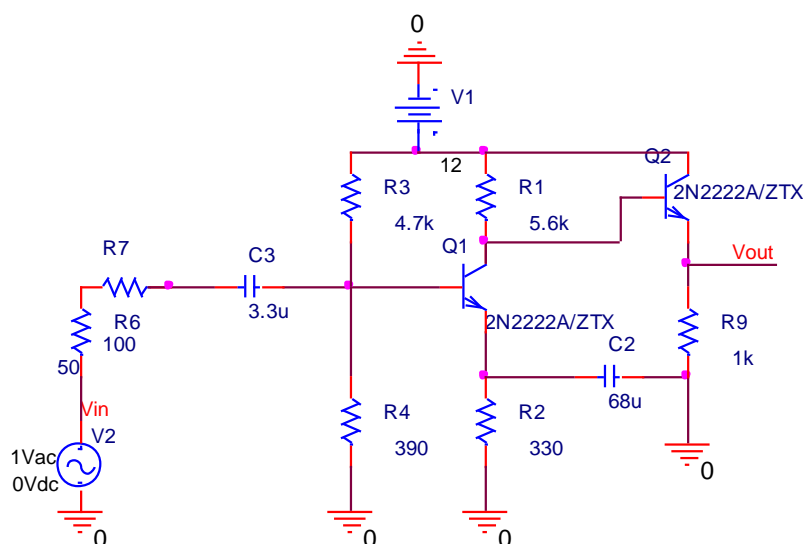 0
V1
12
Q2
R3
R1
2N2222A/ZTX
4.7k
5.6k
R7
C3
Q1
Vout
3.3u
R6
100
2N2222A/ZTX
R9
C2
50
1k
68u
Vin
V2
R4
R2
1Vac
390
330
0Vdc
0
0
0
0